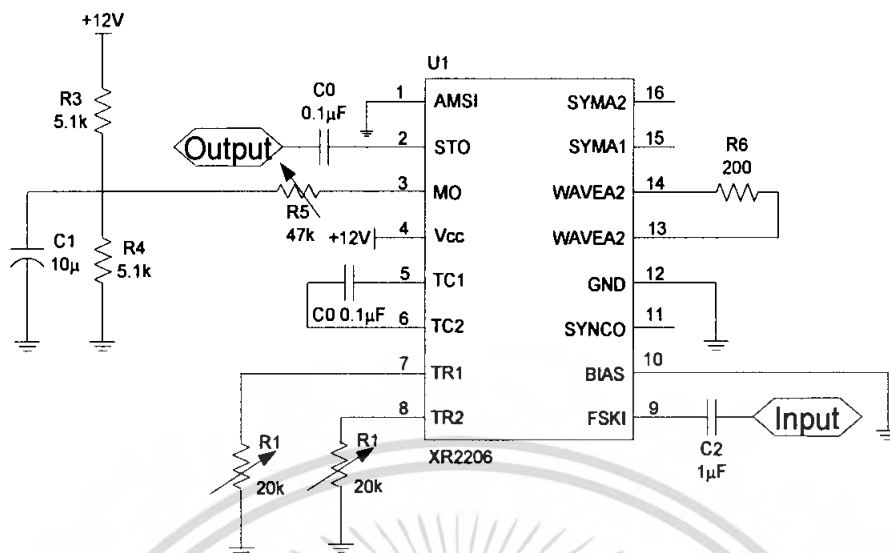 +12V
R3
5.1k
C1
10µ
R4
5.1k
Output
C0
0.1µF
R5
47k
+12V
C0 0.1µF
R1
20k
R1
20k
U1
1
AMSI
2
STO
3
MO
4
Vcc
5
TC1
6
TC2
7
TR1
8
TR2
SYMA2
16
SYMA1
15
WAVEA2
14
WAVEA2
13
GND
12
SYNCO
11
BIAS
10
FSKI
9
XR2206
R6
200
C2
1µF
Input